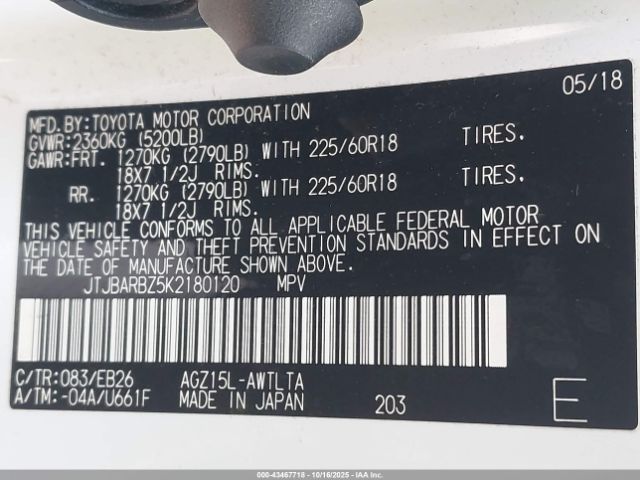 05/18
MFD.BY:TOYOTA MOTOR CORPORATION
GVWR:2360KG (5200LB)
GAWR:FRT. 1270KG (2790LB) WITH 225/60R18 TIRES.
18X7 1/2J RIMS.
RR. 1270KG (2790LB) WITH 225/60R18 TIRES.
18X7 1/2J RIMS.
THIS VEHICLE CONFORMS TO ALL APPLICABLE FEDERAL MOTOR
VEHICLE SAFETY AND THEFT PREVENTION STANDARDS IN EFFECT ON
THE DATE OF MANUFACTURE SHOWN ABOVE.
JTJBARBZ5K2180120 MPV
C/TR:083/EB26 AGZ15L-AWTLTA
A/TM:-04A/U661F MADE IN JAPAN 203 E
000-43467718 - 10/16/2025 - IAA, Inc.